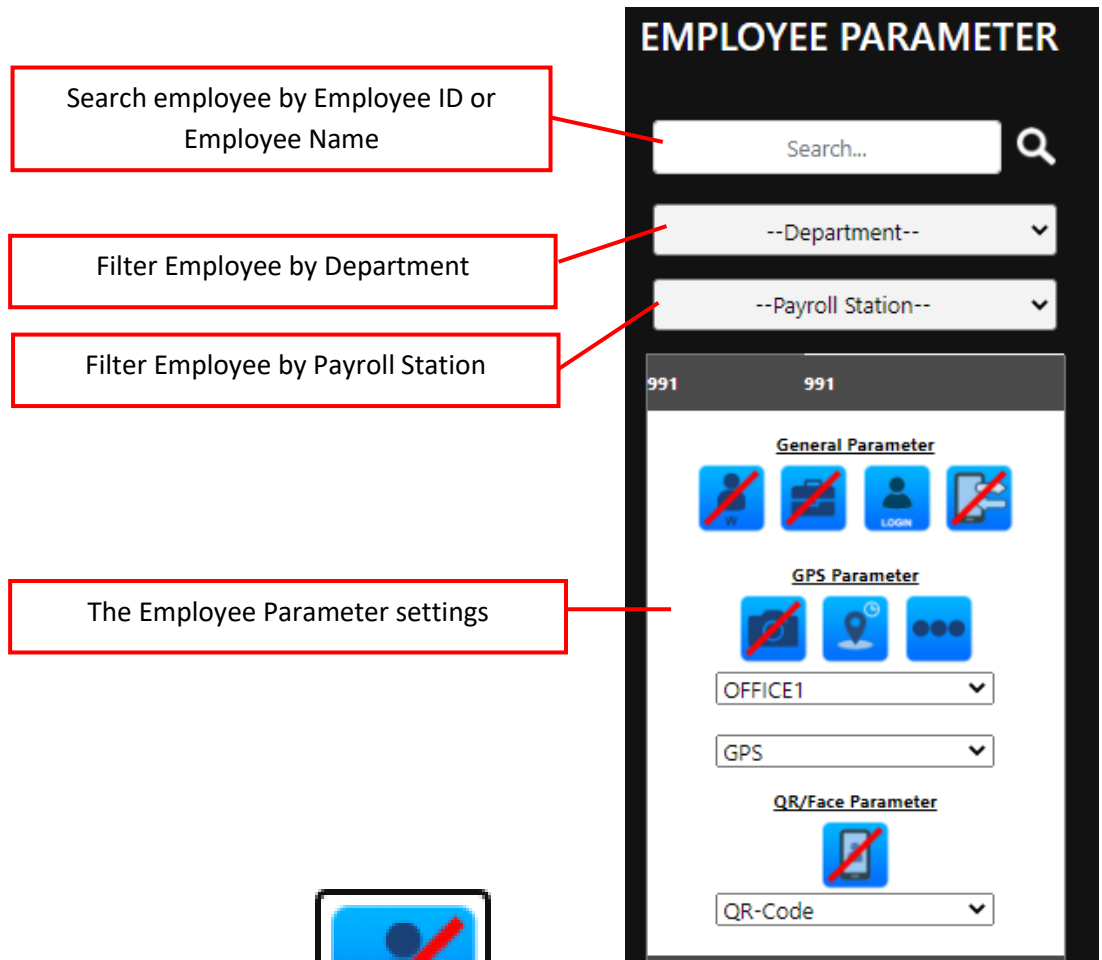 EMPLOYEE PARAMETER
Search employee by Employee ID or
Employee Name
Search...
--Department--
Filter Employee by Department
--Payroll Station--
Filter Employee by Payroll Station
991 991
General Parameter
W
LOGIN
GPS Parameter
The Employee Parameter settings
OFFICE1
GPS
QR/Face Parameter
QR-Code